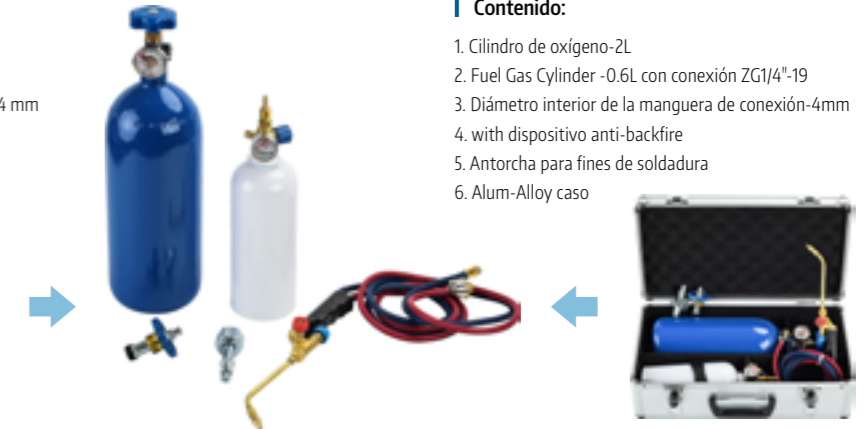 Contenido:
1. Cilindro de oxígeno-2L
2. Fuel Gas Cylinder -0.6L con conexión ZG1/4"-19
3. Diámetro interior de la manguera de conexión-4mm
4. with dispositivo anti-backfire
5. Antorcha para fines de soldadura
6. Alum-Alloy caso
4 mm